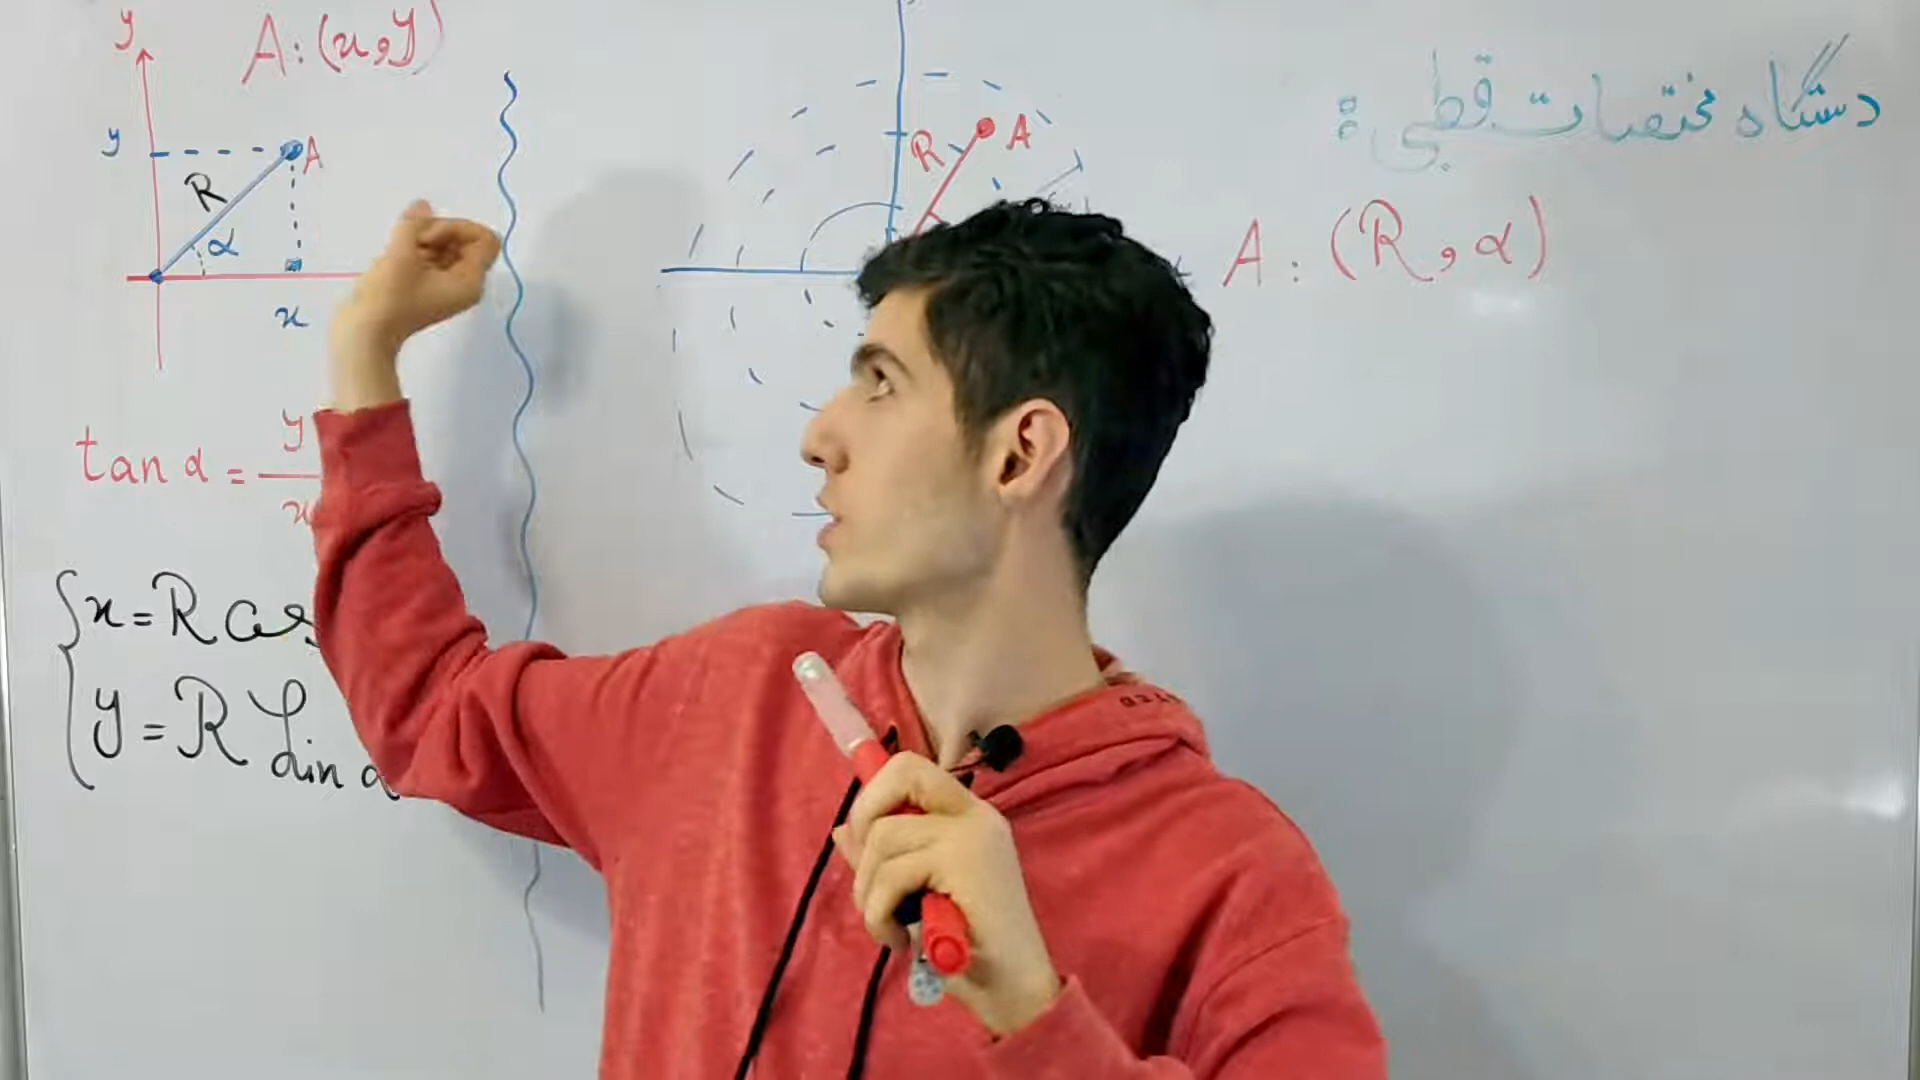 دستگاه مختصات قطبی:
A: (R, α)
A: (x, y)
y
y
A
R
α
x
tan α = y
x
x = R cos
y = R sin α
R
A